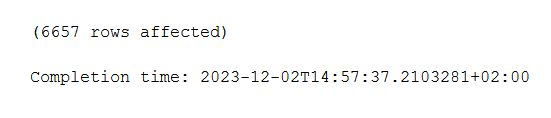 (6657 rows affected)
Completion time: 2023-12-02T14:57:37.2103281+02:00